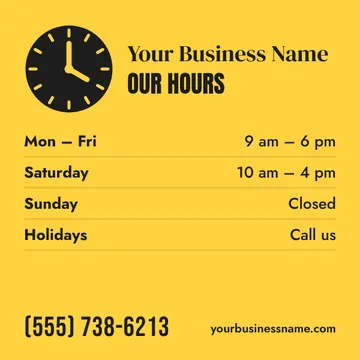 Your Business Name
OUR HOURS
Mon – Fri 9 am – 6 pm
Saturday 10 am – 4 pm
Sunday Closed
Holidays Call us
(555) 738-6213 yourbusinessname.com